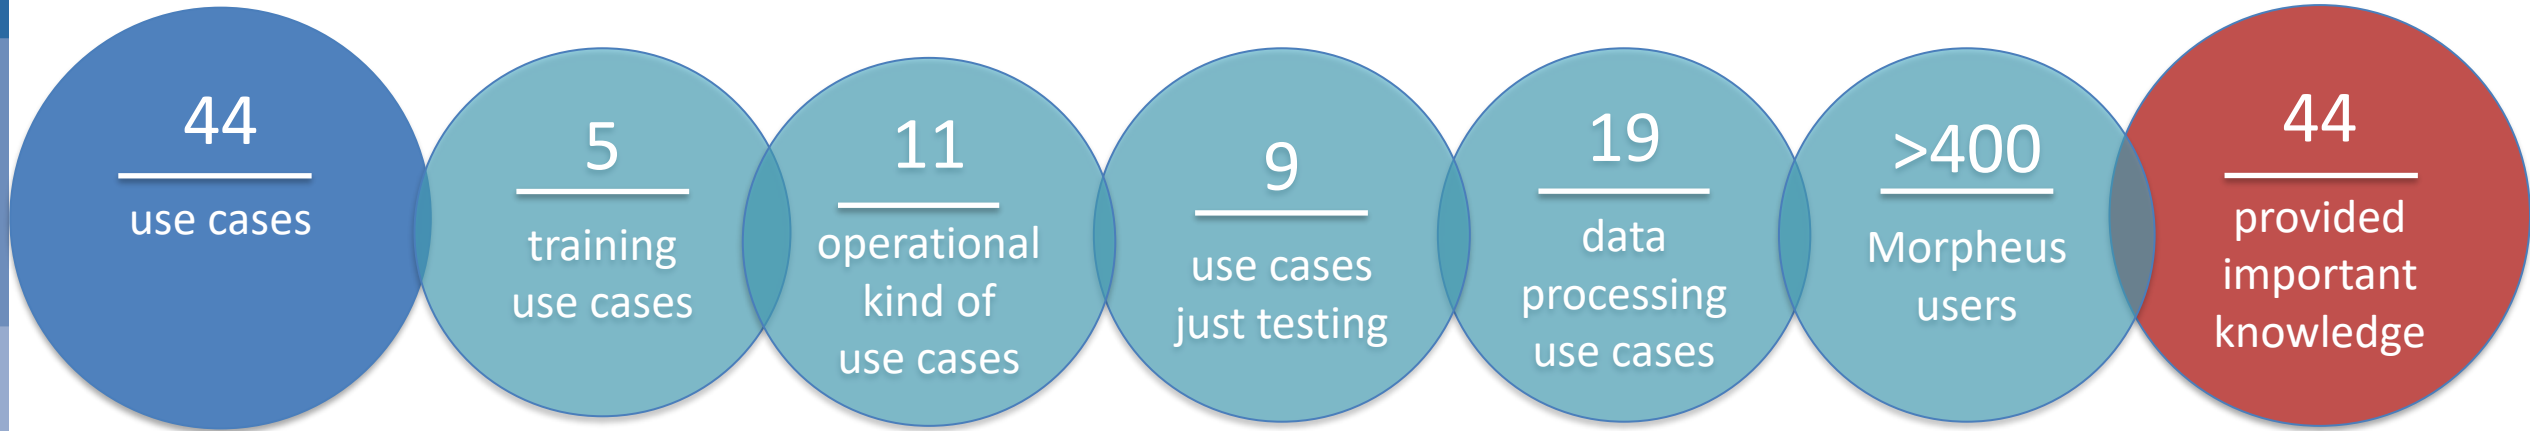 44
use cases
5
training
use cases
11
operational
kind of
use cases
9
use cases
just testing
19
data
processing
use cases
>400
Morpheus
users
44
provided
important
knowledge